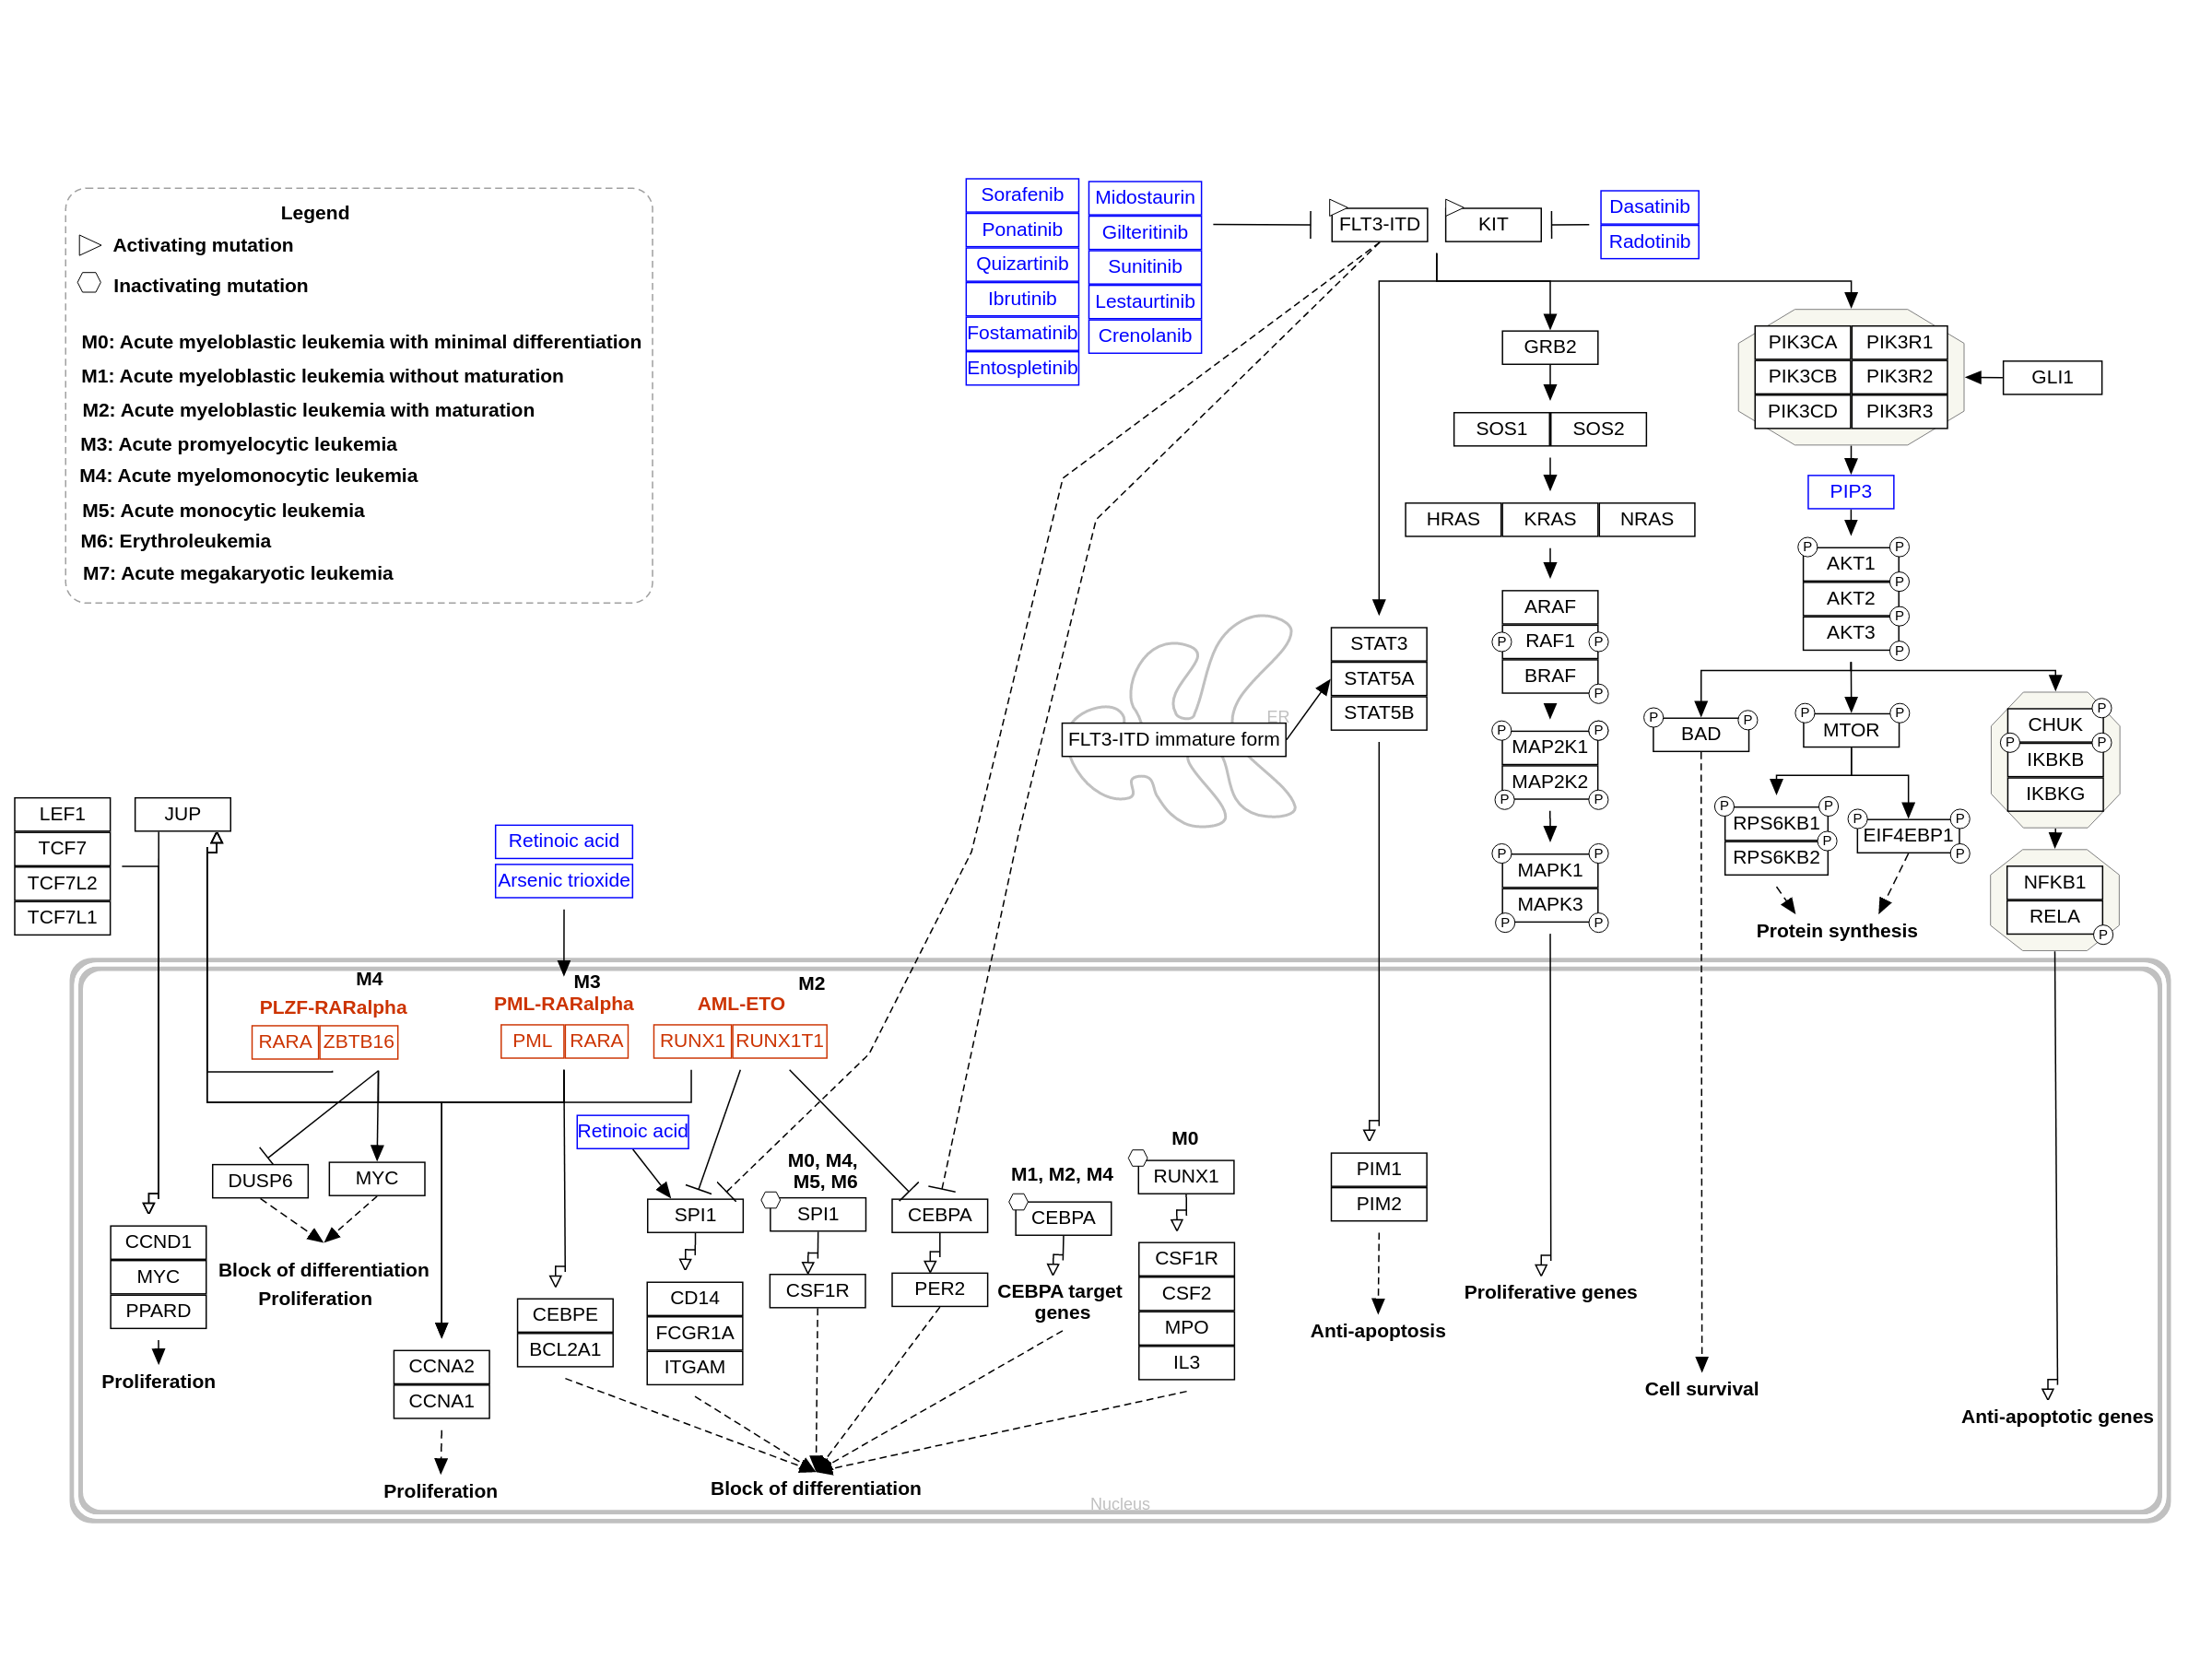 Legend
Activating mutation
Inactivating mutation
M0: Acute myeloblastic leukemia with minimal differentiation
M1: Acute myeloblastic leukemia without maturation
M2: Acute myeloblastic leukemia with maturation
M3: Acute promyelocytic leukemia
M4: Acute myelomonocytic leukemia
M5: Acute monocytic leukemia
M6: Erythroleukemia
M7: Acute megakaryotic leukemia
Sorafenib
Ponatinib
Quizartinib
Ibrutinib
Fostamatinib
Entospletinib
Midostaurin
Gilteritinib
Sunitinib
Lestaurtinib
Crenolanib
FLT3-ITD
KIT
Dasatinib
Radotinib
GRB2
SOS1
SOS2
HRAS
KRAS
NRAS
ARAF
P
RAF1
P
BRAF
P
P
P
MAP2K1
MAP2K2
P
P
P
P
MAPK1
MAPK3
P
P
PIK3CA
PIK3R1
PIK3CB
PIK3R2
PIK3CD
PIK3R3
GLI1
PIP3
P
P
AKT1
P
AKT2
P
AKT3
P
P
P
BAD
P
P
MTOR
P
CHUK
P
P
IKBKB
IKBKG
P
P
RPS6KB1
P
RPS6KB2
P
P
EIF4EBP1
P
NFKB1
RELA
P
Protein synthesis
STAT3
STAT5A
STAT5B
ER
FLT3-ITD immature form
LEF1
TCF7
TCF7L2
TCF7L1
JUP
Retinoic acid
Arsenic trioxide
M4
PLZF-RARalpha
RARA
ZBTB16
M3
PML-RARalpha
PML
RARA
M2
AML-ETO
RUNX1
RUNX1T1
Retinoic acid
DUSP6
MYC
Block of differentiation
Proliferation
CCND1
MYC
PPARD
Proliferation
CCNA2
CCNA1
Proliferation
CEBPE
BCL2A1
SPI1
CD14
FCGR1A
ITGAM
M0, M4,
M5, M6
SPI1
CSF1R
CEBPA
PER2
M1, M2, M4
CEBPA
CEBPA target
genes
M0
RUNX1
CSF1R
CSF2
MPO
IL3
Block of differentiation
PIM1
PIM2
Anti-apoptosis
Proliferative genes
Cell survival
Anti-apoptotic genes
Nucleus